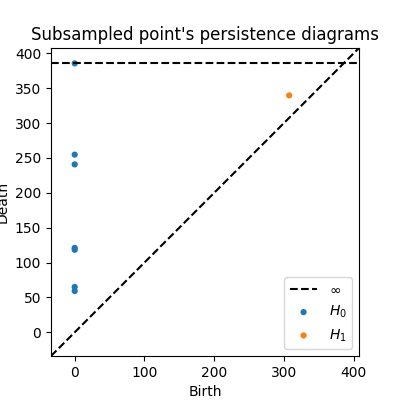 Subsampled point's persistence diagrams
400
350
300
250
200
150
100
50
0
Death
0 100 200 300 400
Birth
∞
H₀
H₁